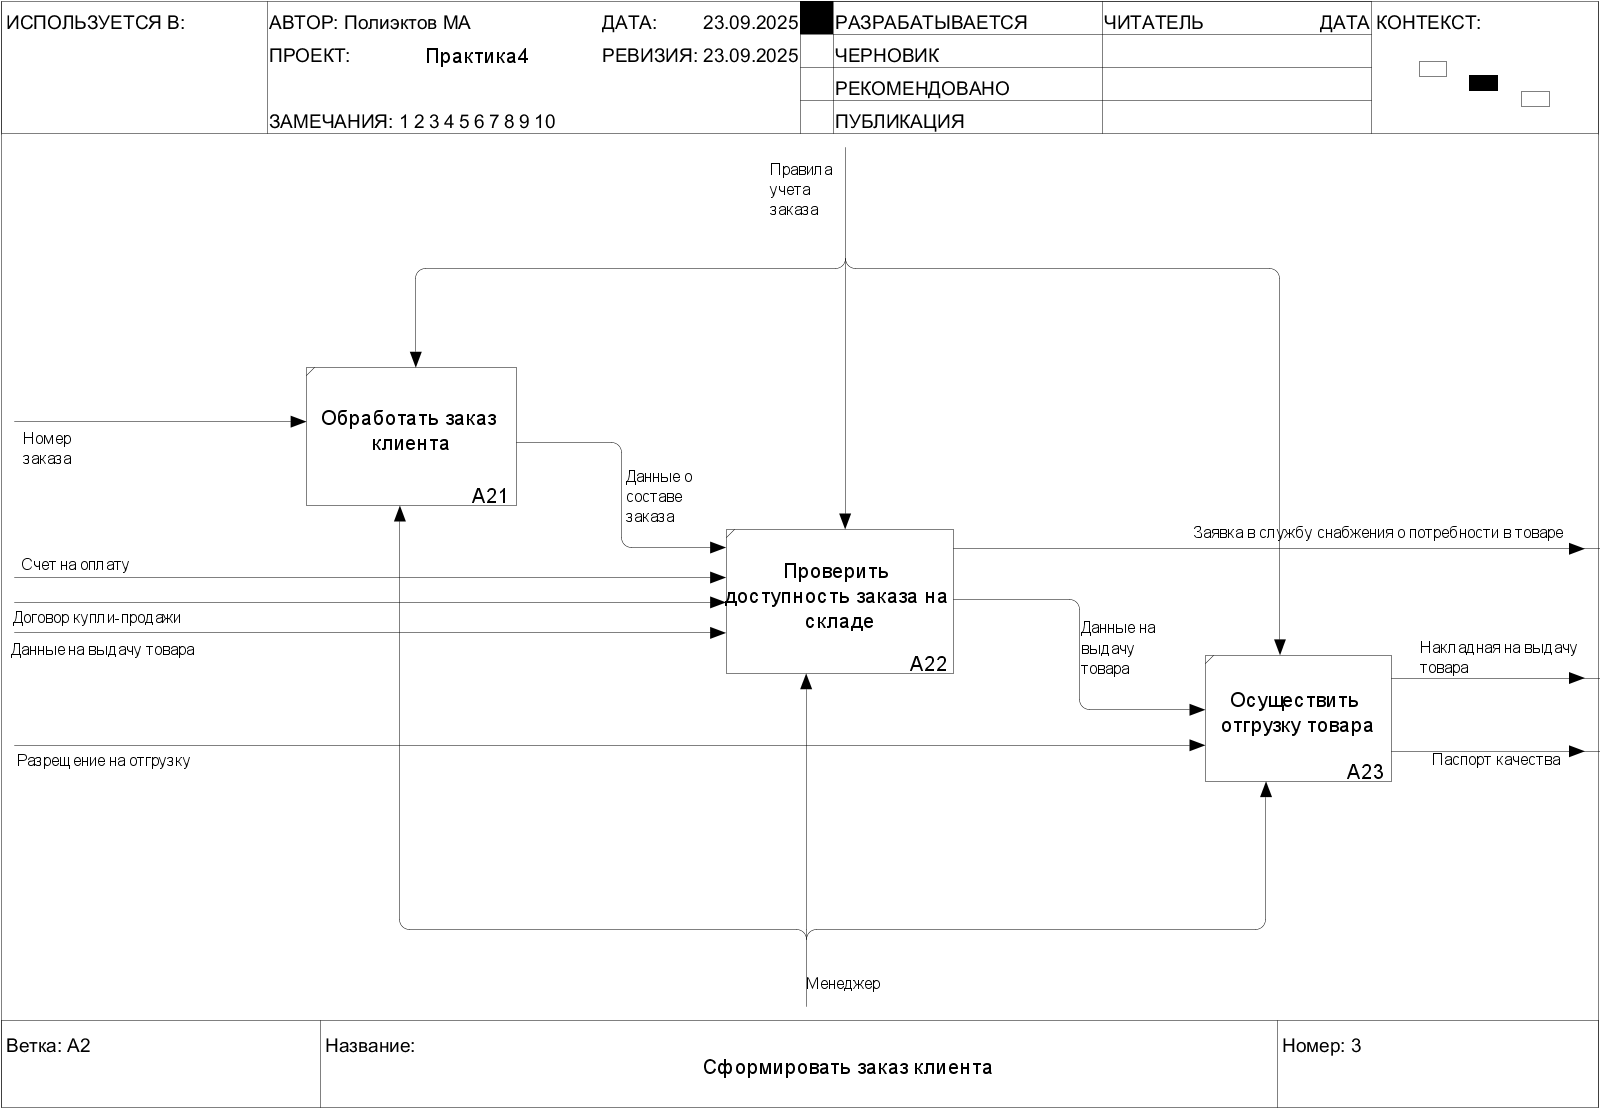 ИСПОЛЬЗУЕТСЯ В:
АВТОР: Полиэктов МА
ДАТА: 23.09.2025
РАЗРАБАТЫВАЕТСЯ
ЧИТАТЕЛЬ
ДАТА
КОНТЕКСТ:
ПРОЕКТ: Практика4
РЕВИЗИЯ: 23.09.2025
ЧЕРНОВИК
РЕКОМЕНДОВАНО
ЗАМЕЧАНИЯ: 1 2 3 4 5 6 7 8 9 10
ПУБЛИКАЦИЯ
Правила
учета
заказа
Обработать заказ
клиента
A21
Номер
заказа
Данные о
составе
заказа
Заявка в службу снабжения о потребности в товаре
Счет на оплату
Проверить
доступность заказа на
складе
A22
Договор купли-продажи
Данные на выдачу товара
Данные на
выдачу
товара
Накладная на выдачу
товара
Осуществить
отгрузку товара
A23
Разрещение на отгрузку
Паспорт качества
Менеджер
Ветка: A2
Название:
Сформировать заказ клиента
Номер: 3